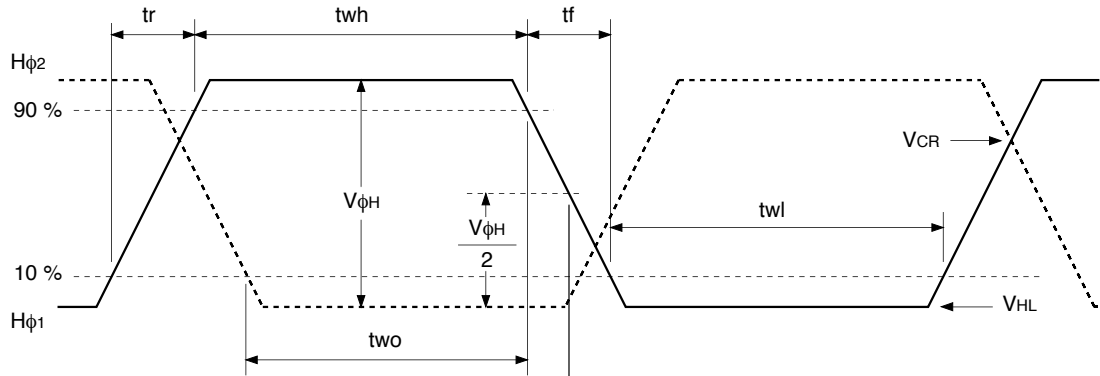 tr
twh
tf
Hϕ2
90 %
VCR
VϕH
VϕH
2
twl
10 %
Hϕ1
VHL
two